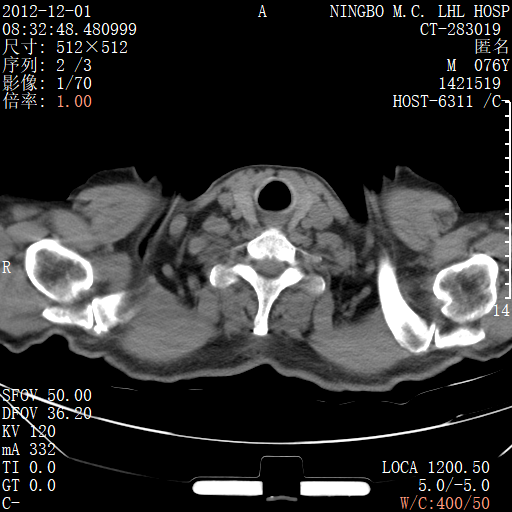 2012-12-01
A
NINGBO M.C. LHL HOSP
08:32:48.480999
CT-283019
尺寸: 512×512
匿名
序列: 2 /3
M 076Y
影像: 1/70
1421519
倍率: 1.00
HOST-6311 /C-
R
14
SFOV 50.00
DFOV 36.20
KV 120
mA 332
TI 0.0
LOCA 1200.50
GT 0.0
5.0/-5.0
C-
W/C:400/50